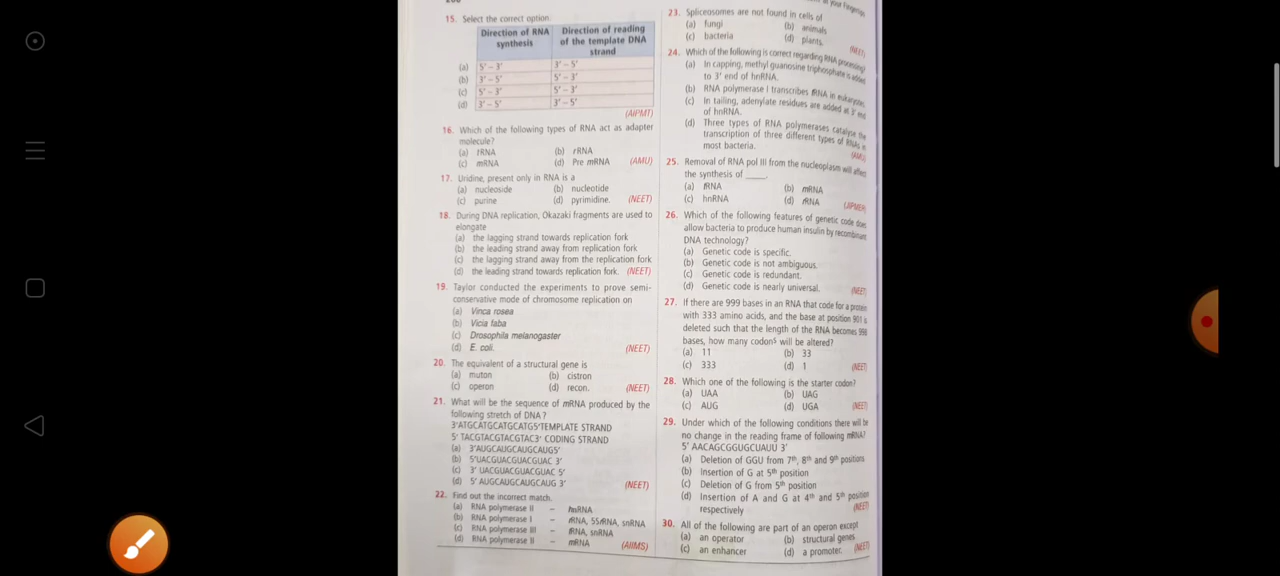 at your Fingertips
15. Select the correct option.
Direction of RNA synthesis | Direction of reading of the template DNA strand
(a) 5' – 3' | 3' – 5'
(b) 3' – 5' | 5' – 3'
(c) 5' – 3' | 5' – 3'
(d) 3' – 5' | 3' – 5'
(AIPMT)
16. Which of the following types of RNA act as adapter
molecule?
(a) tRNA (b) rRNA
(c) mRNA (d) Pre mRNA (AMU)
17. Uridine, present only in RNA is a
(a) nucleoside (b) nucleotide
(c) purine (d) pyrimidine. (NEET)
18. During DNA replication, Okazaki fragments are used to
elongate
(a) the lagging strand towards replication fork
(b) the leading strand away from replication fork
(c) the lagging strand away from the replication fork
(d) the leading strand towards replication fork. (NEET)
19. Taylor conducted the experiments to prove semi-
conservative mode of chromosome replication on
(a) Vinca rosea
(b) Vicia faba
(c) Drosophila melanogaster
(d) E. coli. (NEET)
20. The equivalent of a structural gene is
(a) muton (b) cistron
(c) operon (d) recon. (NEET)
21. What will be the sequence of mRNA produced by the
following stretch of DNA?
3'ATGCATGCATGCATG5'TEMPLATE STRAND
5' TACGTACGTACGTAC3' CODING STRAND
(a) 3'AUGCAUGCAUGCAUG5'
(b) 5'UACGUACGUACGUAC 3'
(c) 3' UACGUACGUACGUAC 5'
(d) 5' AUGCAUGCAUGCAUG 3' (NEET)
22. Find out the incorrect match.
(a) RNA polymerase II – hnRNA
(b) RNA polymerase I – rRNA, 5SrRNA, snRNA
(c) RNA polymerase III – tRNA, snRNA
(d) RNA polymerase II – mRNA (AIIMS)
23. Spliceosomes are not found in cells of
(a) fungi (b) animals
(c) bacteria (d) plants.
(NEET)
24. Which of the following is correct regarding RNA processing?
(a) In capping, methyl guanosine triphosphate is added
to 3' end of hnRNA.
(b) RNA polymerase I transcribes tRNA in eukaryotes.
(c) In tailing, adenylate residues are added at 3' end
of hnRNA.
(d) Three types of RNA polymerases catalyse the
transcription of three different types of RNAs in
most bacteria.
(AMU)
25. Removal of RNA pol III from the nucleoplasm will affect
the synthesis of _____.
(a) tRNA (b) mRNA
(c) hnRNA (d) rRNA
(JIPMER)
26. Which of the following features of genetic code does
allow bacteria to produce human insulin by recombinant
DNA technology?
(a) Genetic code is specific.
(b) Genetic code is not ambiguous.
(c) Genetic code is redundant.
(d) Genetic code is nearly universal. (NEET)
27. If there are 999 bases in an RNA that code for a protein
with 333 amino acids, and the base at position 901 is
deleted such that the length of the RNA becomes 998
bases, how many codons will be altered?
(a) 11 (b) 33
(c) 333 (d) 1 (NEET)
28. Which one of the following is the starter codon?
(a) UAA (b) UAG
(c) AUG (d) UGA (NEET)
29. Under which of the following conditions there will be
no change in the reading frame of following mRNA?
5' AACAGCGGUGCUAUU 3'
(a) Deletion of GGU from 7th, 8th and 9th positions
(b) Insertion of G at 5th position
(c) Deletion of G from 5th position
(d) Insertion of A and G at 4th and 5th position
respectively (NEET)
30. All of the following are part of an operon except
(a) an operator (b) structural genes
(c) an enhancer (d) a promoter. (NEET)